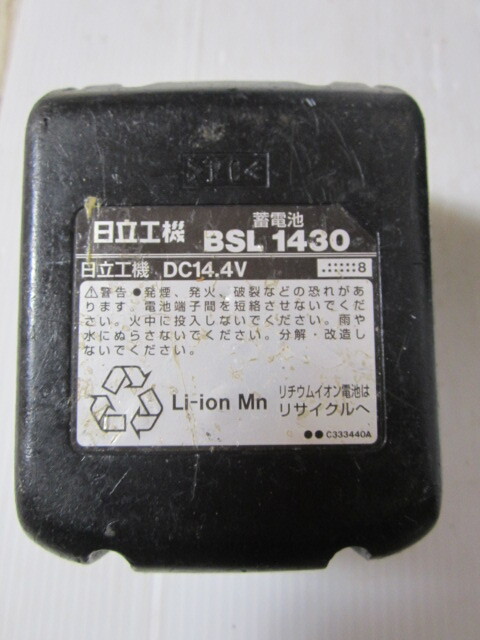 蓄電池
日立工機 BSL 1430
日立工機 DC14.4V 8
⚠警告 ●発煙、発火、破裂などの恐れがあ
ります。電池端子間を短絡させないでくだ
さい。火中に投入しないでください。雨や
水にぬらさないでください。分解・改造し
ないでください。
Li-ion Mn
リチウムイオン電池は
リサイクルへ
●● C333440A